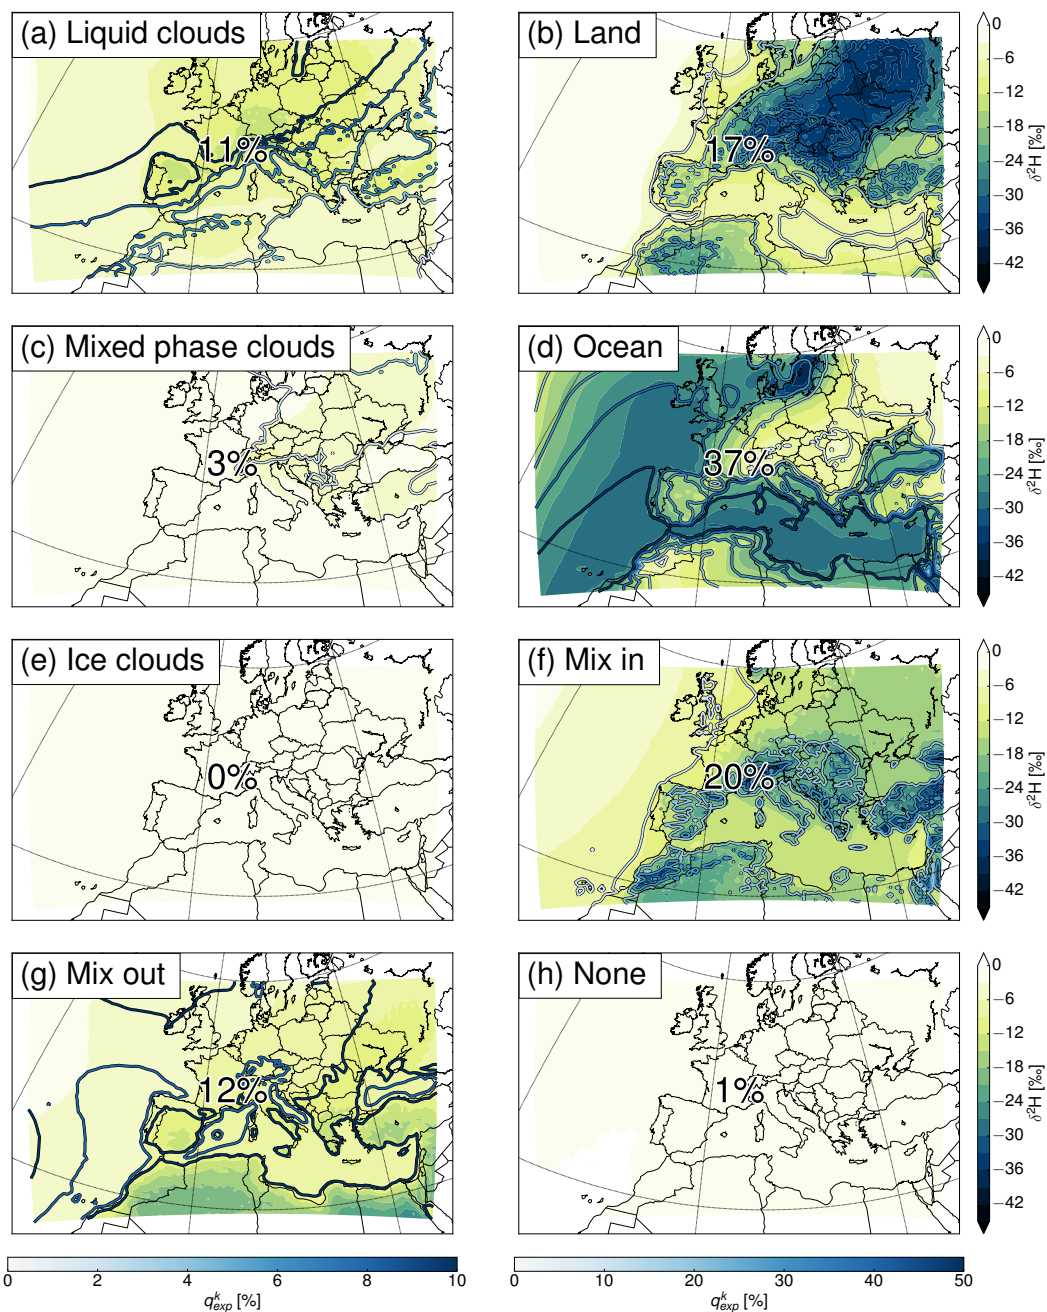 (a) Liquid clouds
11%
(b) Land
17%
0
−6
−12
−18
−24
−30
−36
−42
δ²H [‰]
(c) Mixed phase clouds
3%
(d) Ocean
37%
0
−6
−12
−18
−24
−30
−36
−42
δ²H [‰]
(e) Ice clouds
0%
(f) Mix in
20%
0
−6
−12
−18
−24
−30
−36
−42
δ²H [‰]
(g) Mix out
12%
(h) None
1%
0
−6
−12
−18
−24
−30
−36
−42
δ²H [‰]
0 2 4 6 8 10
q^k_exp [%]
0 10 20 30 40 50
q^k_exp [%]